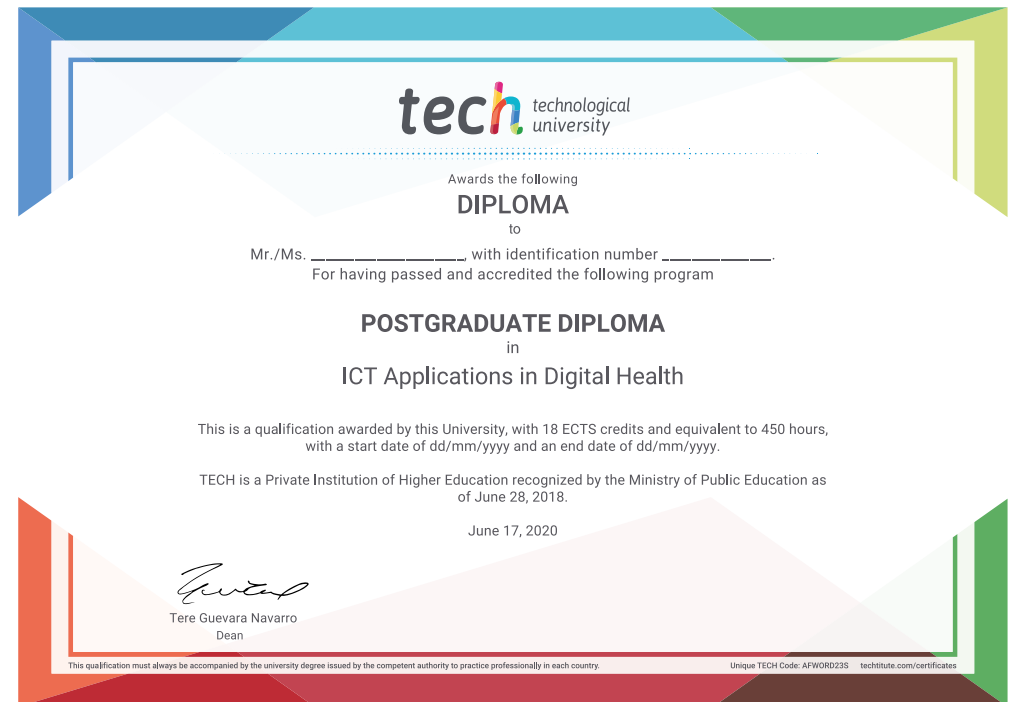 tech technological
university
Awards the following
DIPLOMA
to
Mr./Ms. _______________, with identification number ___________.
For having passed and accredited the following program
POSTGRADUATE DIPLOMA
in
ICT Applications in Digital Health
This is a qualification awarded by this University, with 18 ECTS credits and equivalent to 450 hours,
with a start date of dd/mm/yyyy and an end date of dd/mm/yyyy.
TECH is a Private Institution of Higher Education recognized by the Ministry of Public Education as
of June 28, 2018.
June 17, 2020
Tere Guevara Navarro
Dean
This qualification must always be accompanied by the university degree issued by the competent authority to practice professionally in each country.
Unique TECH Code: AFWORD23S techtitute.com/certificates